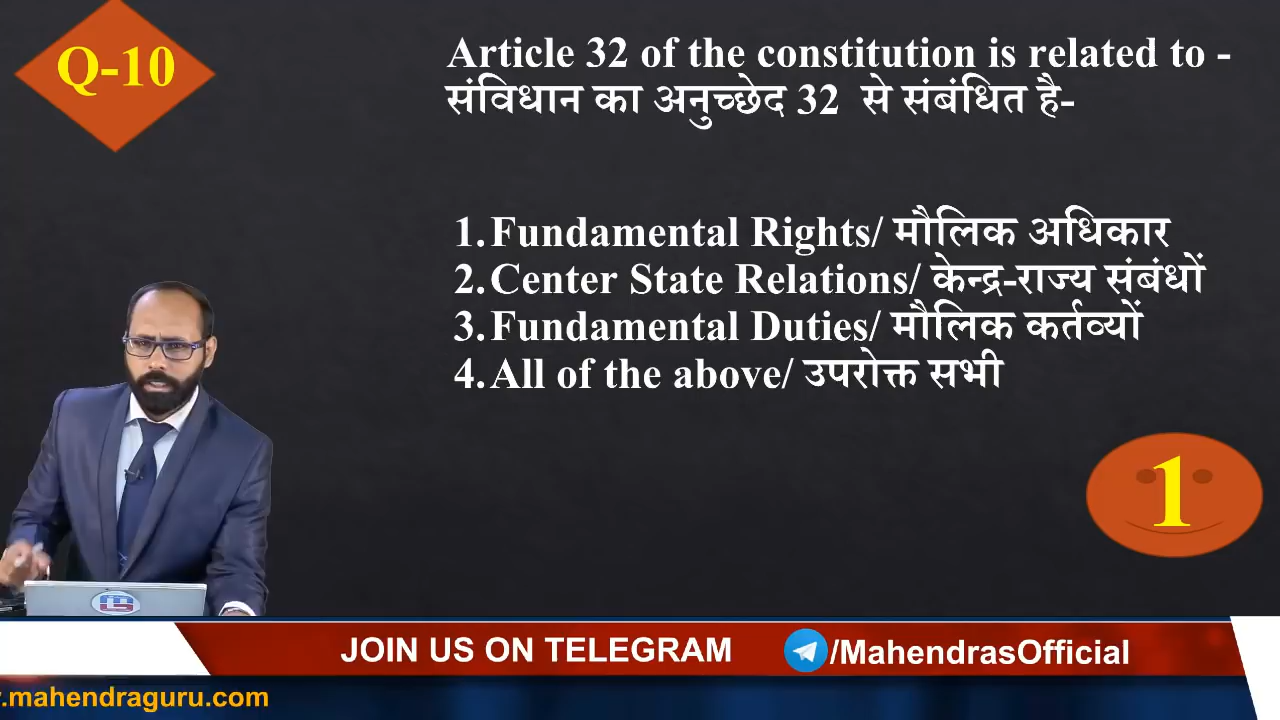 Q-10
Article 32 of the constitution is related to -
संविधान का अनुच्छेद 32 से संबंधित है-
1. Fundamental Rights/ मौलिक अधिकार
2. Center State Relations/ केन्द्र-राज्य संबंधों
3. Fundamental Duties/ मौलिक कर्तव्यों
4. All of the above/ उपरोक्त सभी
1
JOIN US ON TELEGRAM /MahendrasOfficial
.mahendraguru.com